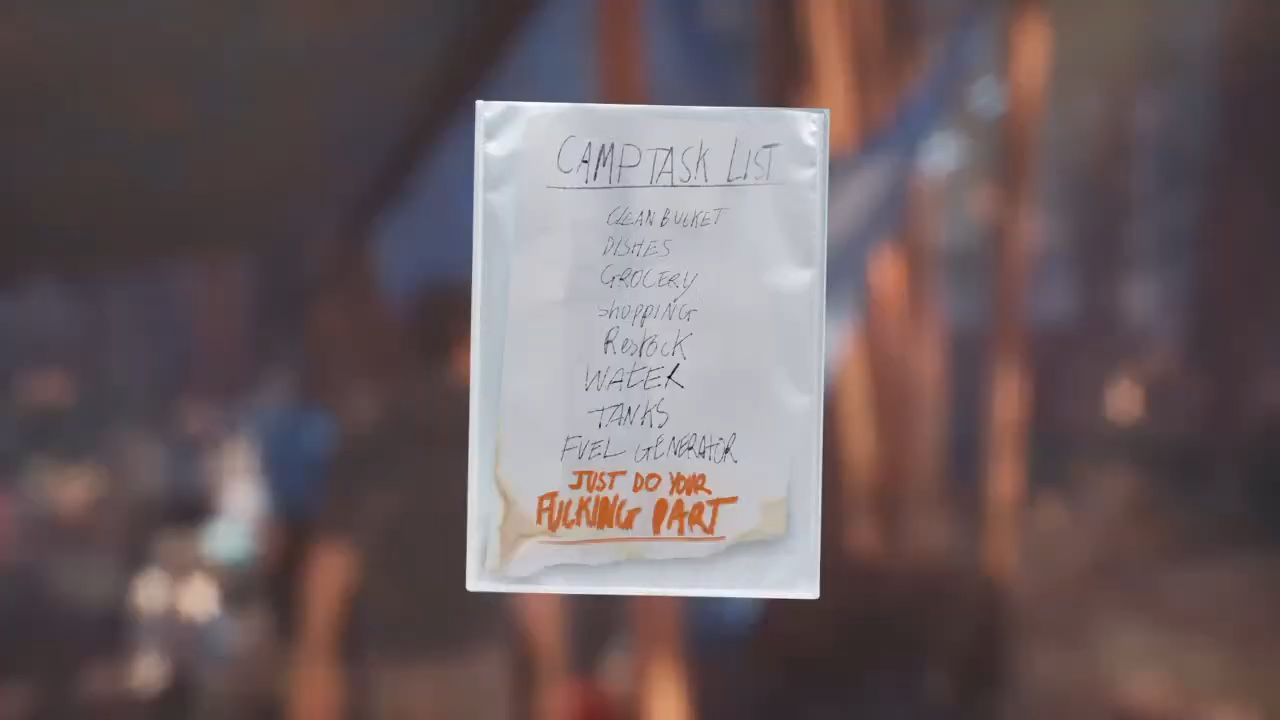 CAMP TASK LIST
CLEAN BUCKET
DISHES
GROCERY
shoppING
Restock
WATER
TANKS
FUEL GENERATOR
JUST DO YOUR
FUCKING PART